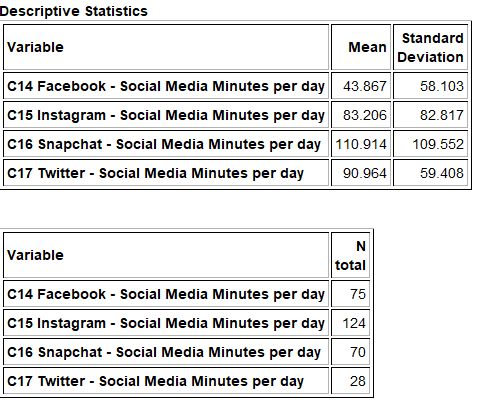 Descriptive Statistics
Variable Mean Standard Deviation
C14 Facebook - Social Media Minutes per day 43.867 58.103
C15 Instagram - Social Media Minutes per day 83.206 82.817
C16 Snapchat - Social Media Minutes per day 110.914 109.552
C17 Twitter - Social Media Minutes per day 90.964 59.408
Variable N total
C14 Facebook - Social Media Minutes per day 75
C15 Instagram - Social Media Minutes per day 124
C16 Snapchat - Social Media Minutes per day 70
C17 Twitter - Social Media Minutes per day 28